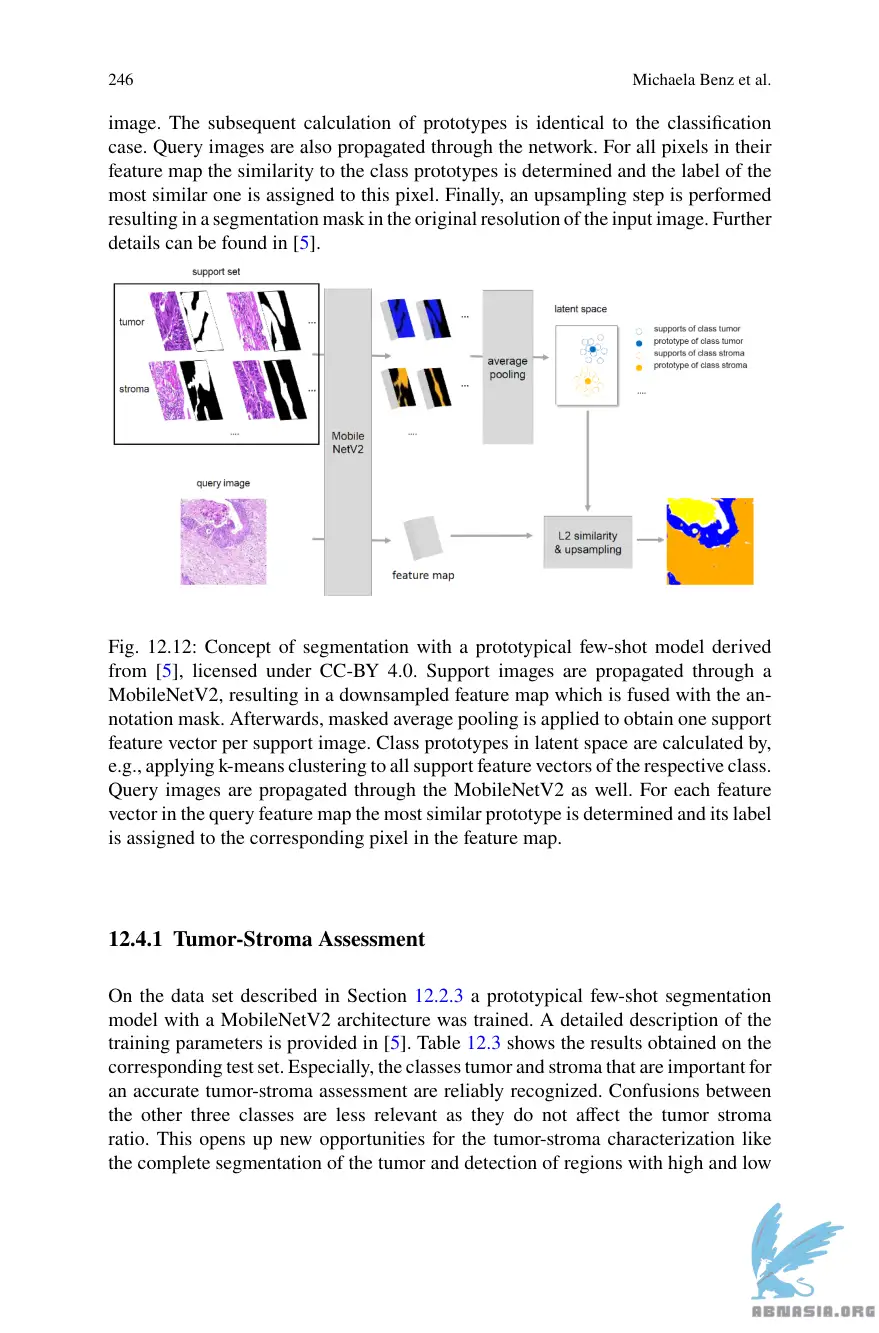 246
Michaela Benz et al.
image. The subsequent calculation of prototypes is identical to the classification
case. Query images are also propagated through the network. For all pixels in their
feature map the similarity to the class prototypes is determined and the label of the
most similar one is assigned to this pixel. Finally, an upsampling step is performed
resulting in a segmentation mask in the original resolution of the input image. Further
details can be found in [5].
support set
tumor
...
stroma
...
....
Mobile
NetV2
...
...
....
average
pooling
latent space
supports of class tumor
prototype of class tumor
supports of class stroma
prototype of class stroma
....
query image
feature map
L2 similarity
& upsampling
Fig. 12.12: Concept of segmentation with a prototypical few-shot model derived
from [5], licensed under CC-BY 4.0. Support images are propagated through a
MobileNetV2, resulting in a downsampled feature map which is fused with the an-
notation mask. Afterwards, masked average pooling is applied to obtain one support
feature vector per support image. Class prototypes in latent space are calculated by,
e.g., applying k-means clustering to all support feature vectors of the respective class.
Query images are propagated through the MobileNetV2 as well. For each feature
vector in the query feature map the most similar prototype is determined and its label
is assigned to the corresponding pixel in the feature map.
12.4.1 Tumor-Stroma Assessment
On the data set described in Section 12.2.3 a prototypical few-shot segmentation
model with a MobileNetV2 architecture was trained. A detailed description of the
training parameters is provided in [5]. Table 12.3 shows the results obtained on the
corresponding test set. Especially, the classes tumor and stroma that are important for
an accurate tumor-stroma assessment are reliably recognized. Confusions between
the other three classes are less relevant as they do not affect the tumor stroma
ratio. This opens up new opportunities for the tumor-stroma characterization like
the complete segmentation of the tumor and detection of regions with high and low
ABNASIA.ORG